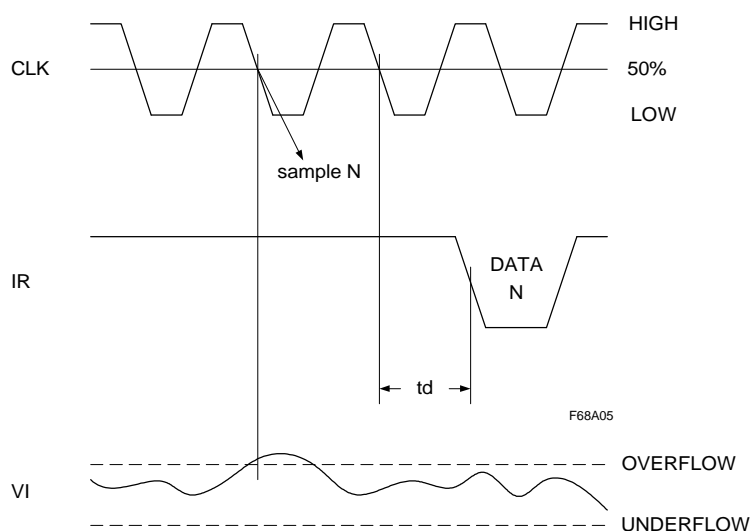 HIGH
CLK
50%
LOW
sample N
DATA
N
IR
td
F68A05
OVERFLOW
VI
UNDERFLOW